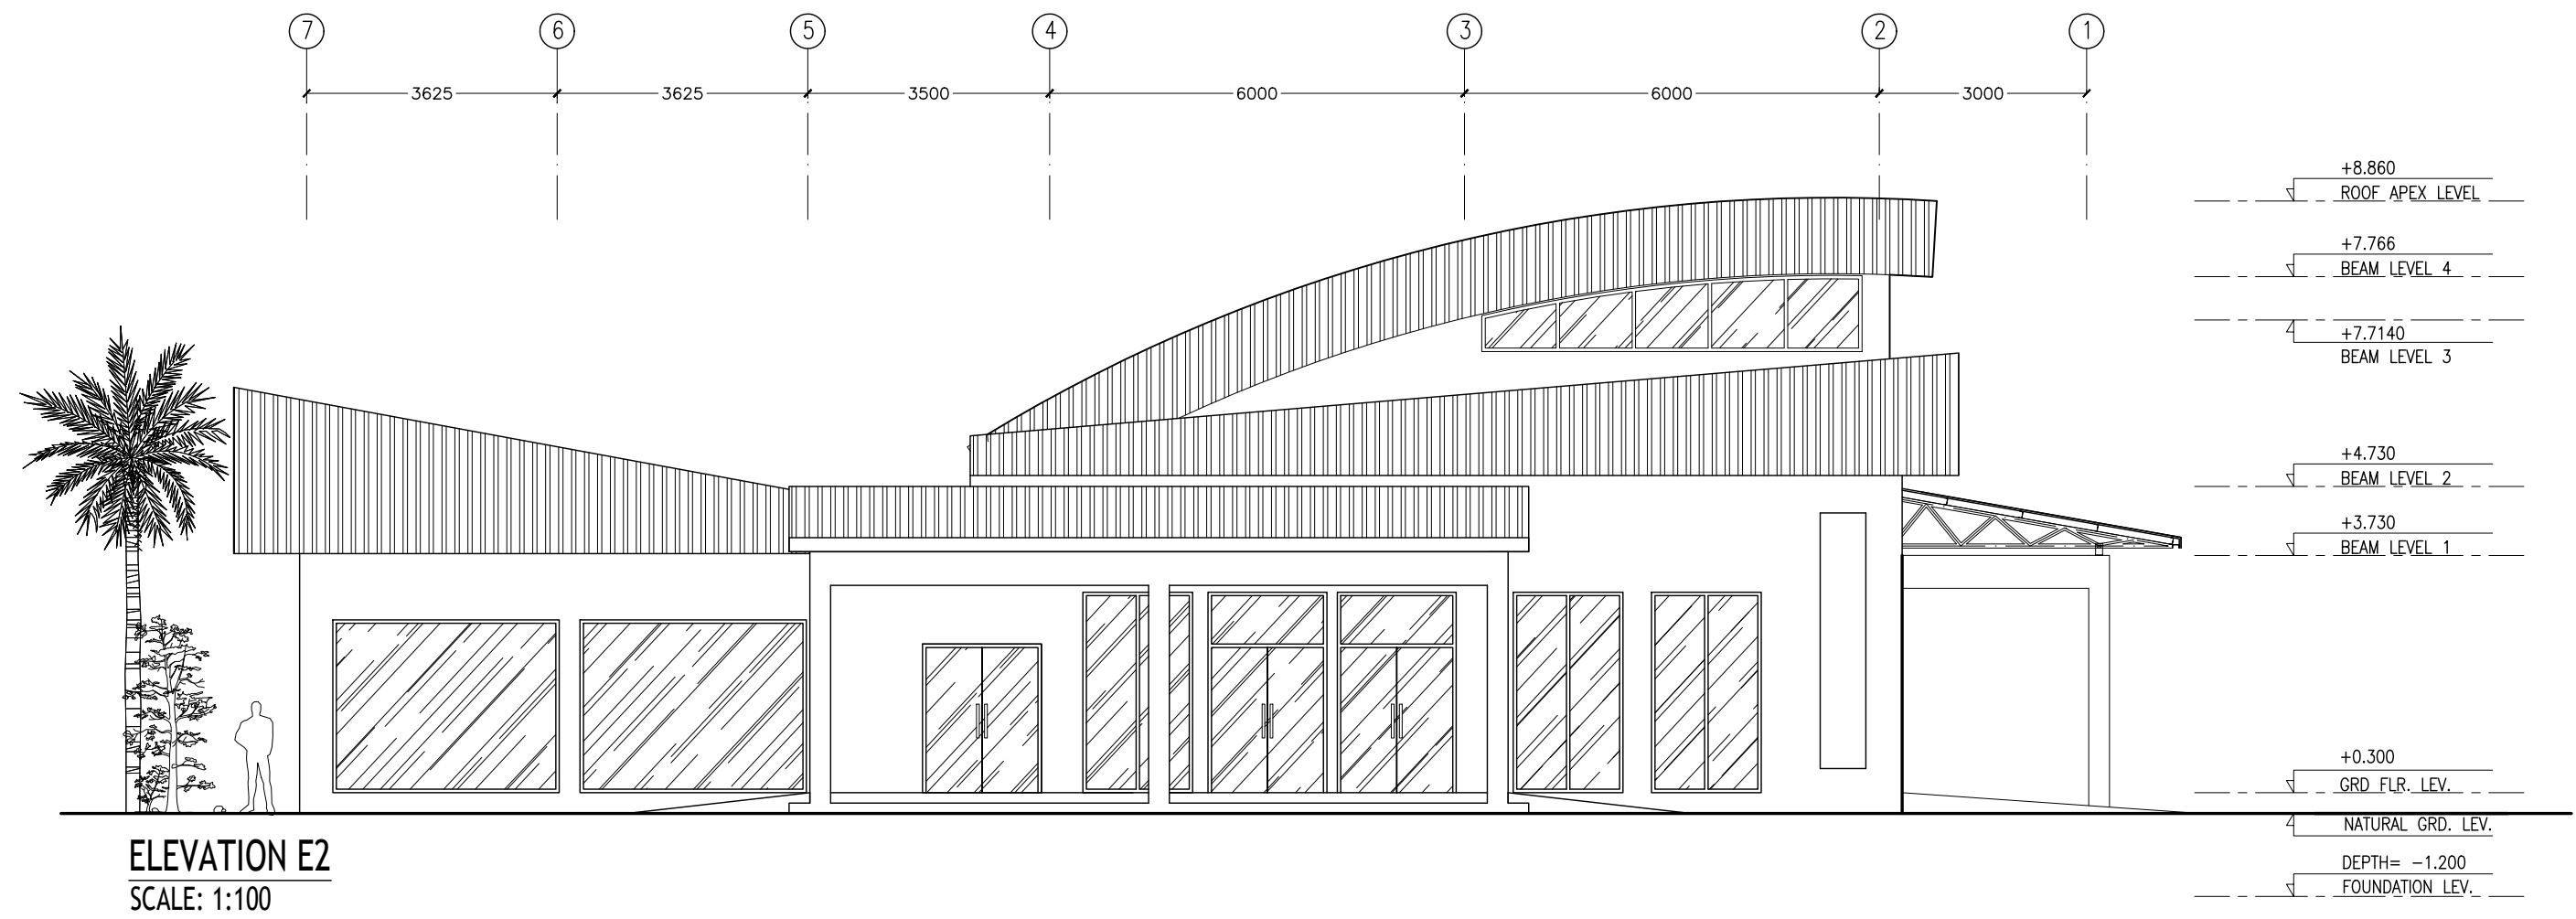 7 6 5 4 3 2 1
3625 3625 3500 6000 6000 3000
+8.860
ROOF APEX LEVEL
+7.766
BEAM LEVEL 4
+7.7140
BEAM LEVEL 3
+4.730
BEAM LEVEL 2
+3.730
BEAM LEVEL 1
+0.300
GRD FLR. LEV.
NATURAL GRD. LEV.
DEPTH= -1.200
FOUNDATION LEV.
ELEVATION E2
SCALE: 1:100